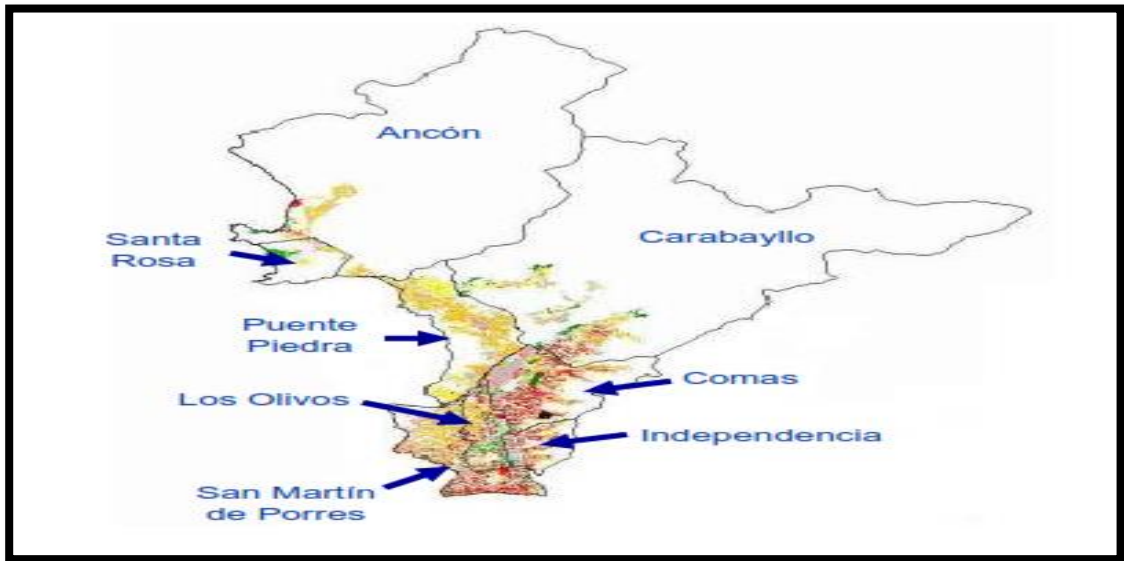 Ancón
Carabayllo
Santa
Rosa
Puente
Piedra
Comas
Los Olivos
Independencia
San Martín
de Porres